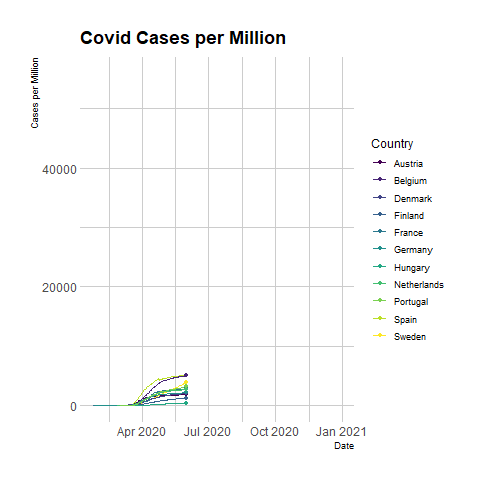 Covid Cases per Million
Cases per Million
40000
20000
0
Apr 2020 Jul 2020 Oct 2020 Jan 2021
Date
Country
Austria
Belgium
Denmark
Finland
France
Germany
Hungary
Netherlands
Portugal
Spain
Sweden